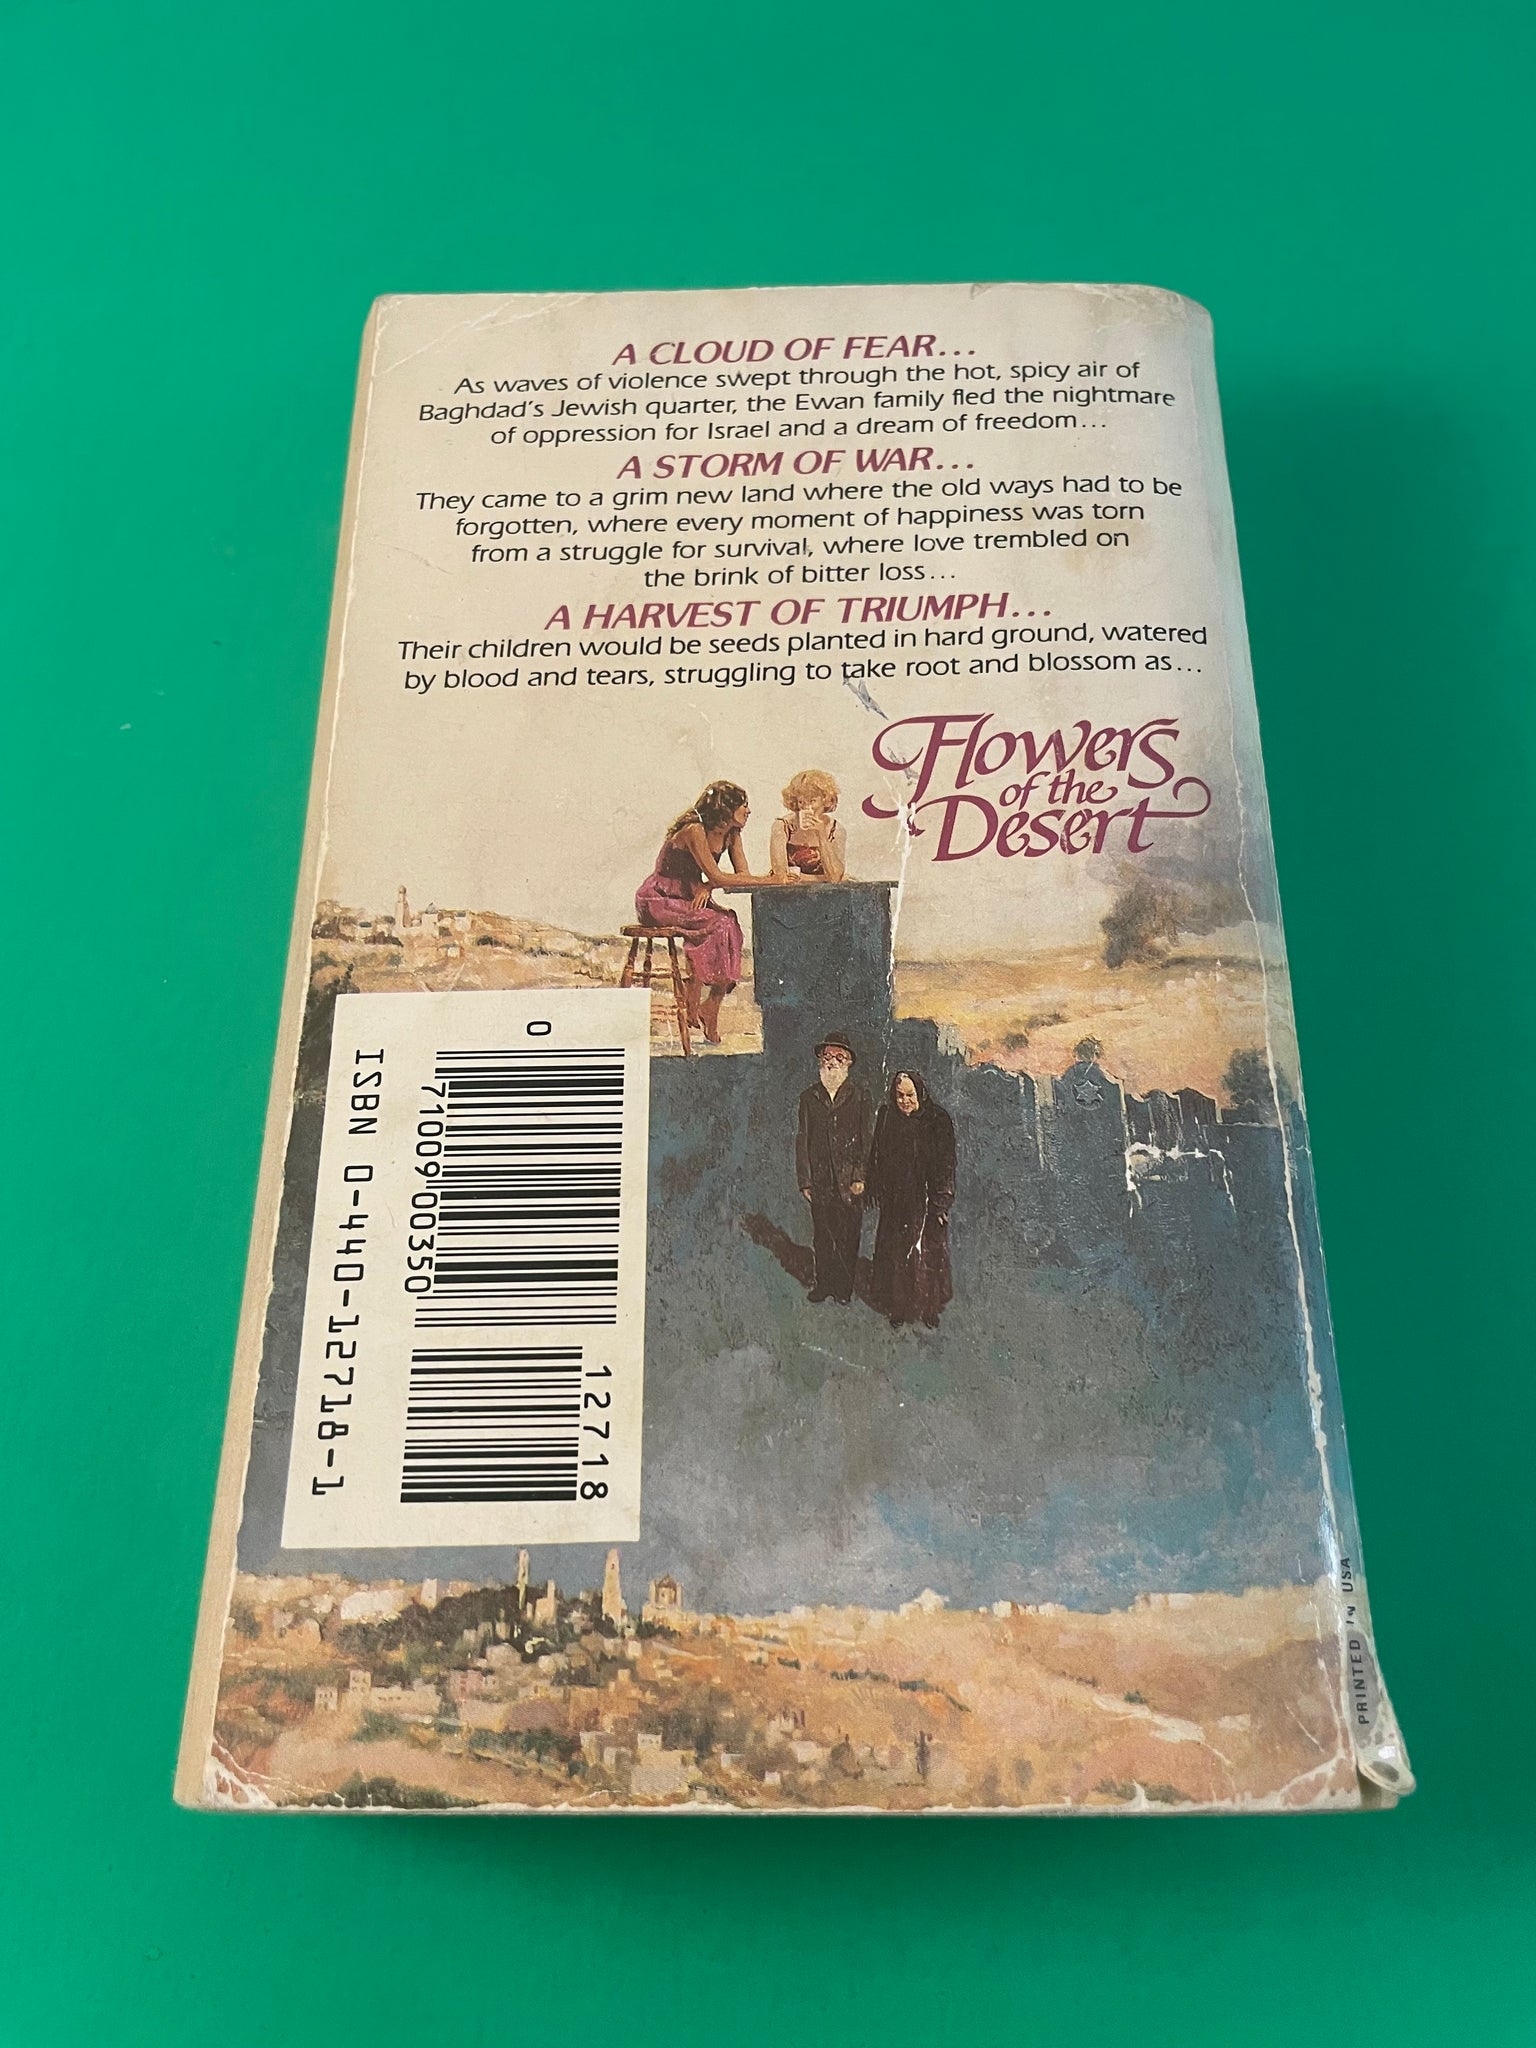 A CLOUD OF FEAR...
As waves of violence swept through the hot, spicy air of
Baghdad's Jewish quarter, the Ewan family fled the nightmare
of oppression for Israel and a dream of freedom...
A STORM OF WAR...
They came to a grim new land where the old ways had to be
forgotten, where every moment of happiness was torn
from a struggle for survival, where love trembled on
the brink of bitter loss...
A HARVEST OF TRIUMPH...
Their children would be seeds planted in hard ground, watered
by blood and tears, struggling to take root and blossom as...
Flowers
of the
Desert
0
71009 00350
12718
ISBN 0-440-12718-1
PRINTED IN USA